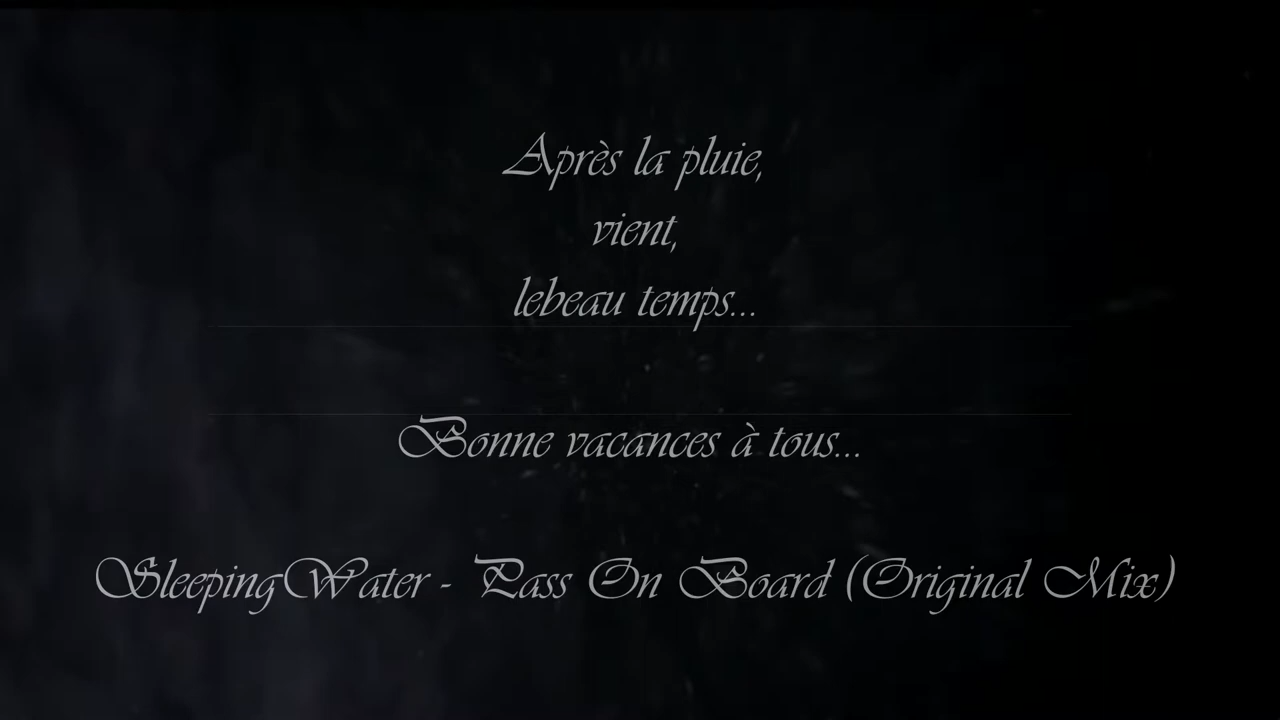 Après la pluie,
vient,
lebeau temps...
Bonne vacances à tous...
SleepingWater - Pass On Board (Original Mix)